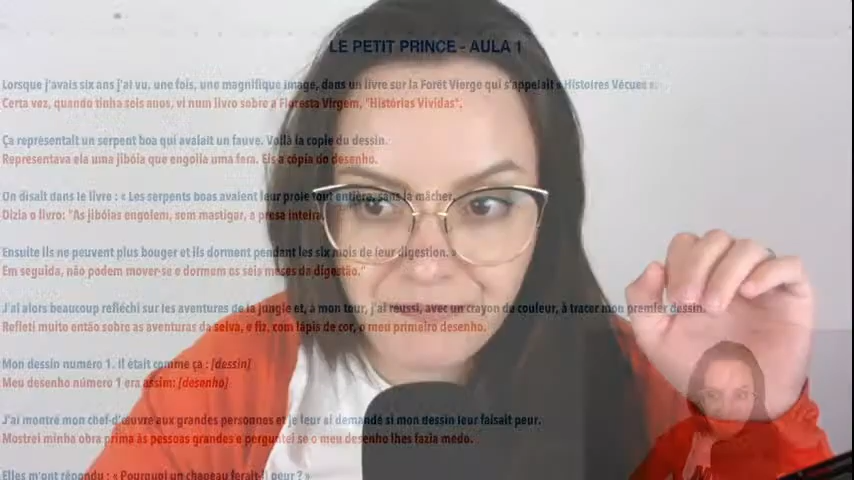 LE PETIT PRINCE - AULA 1
Lorsque j'avais six ans j'ai vu, une fois, une magnifique image, dans un livre sur la Forêt Vierge qui s'appelait « Histoires Vécues ».
Certa vez, quando tinha seis anos, vi num livro sobre a Floresta Virgem, "Histórias Vividas",
Ça représentait un serpent boa qui avalait un fauve. Voilà la copie du dessin.
Representava ela uma jibóia que engolia uma fera. Eis a cópia do desenho.
On disait dans le livre : « Les serpents boas avalent leur proie tout entière, sans la mâcher.
Dizia o livro: "As jibóias engolem, sem mastigar, a presa inteira.
Ensuite ils ne peuvent plus bouger et ils dorment pendant les six mois de leur digestion. »
Em seguida, não podem mover-se e dormem os seis meses da digestão."
J'ai alors beaucoup réfléchi sur les aventures de la jungle et, à mon tour, j'ai réussi, avec un crayon de couleur, à tracer mon premier dessin.
Refleti muito então sobre as aventuras da selva, e fiz, com lápis de cor, o meu primeiro desenho.
Mon dessin numéro 1. Il était comme ça : [dessin]
Meu desenho número 1 era assim: [desenho]
J'ai montré mon chef-d'œuvre aux grandes personnes et je leur ai demandé si mon dessin leur faisait peur.
Mostrei minha obra prima às pessoas grandes e perguntei se o meu desenho lhes fazia medo.
Elles m'ont répondu : « Pourquoi un chapeau ferait-il peur ? »